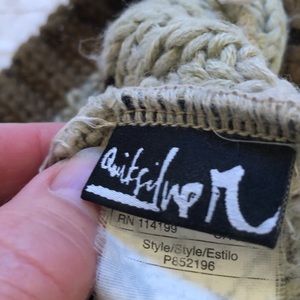 QuikSilveR
RN 114199
Style/Style/Estilo
P852196